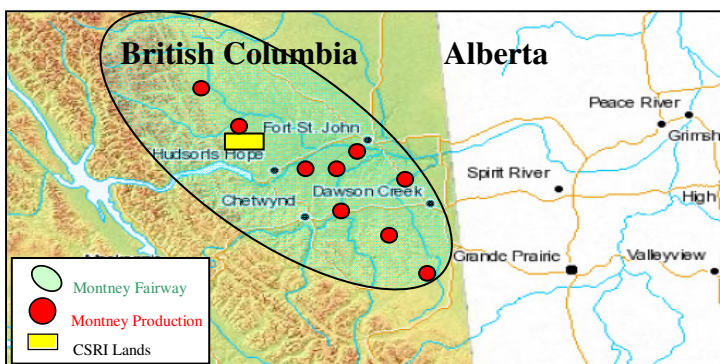 British Columbia
Alberta
Peace River
Grimsh
Fort St. John
Hudson's Hope
Spirit River
Dawson Creek
Chetwynd
High
Grande Prairie
Valleyview
Montney Fairway
Montney Production
CSRI Lands